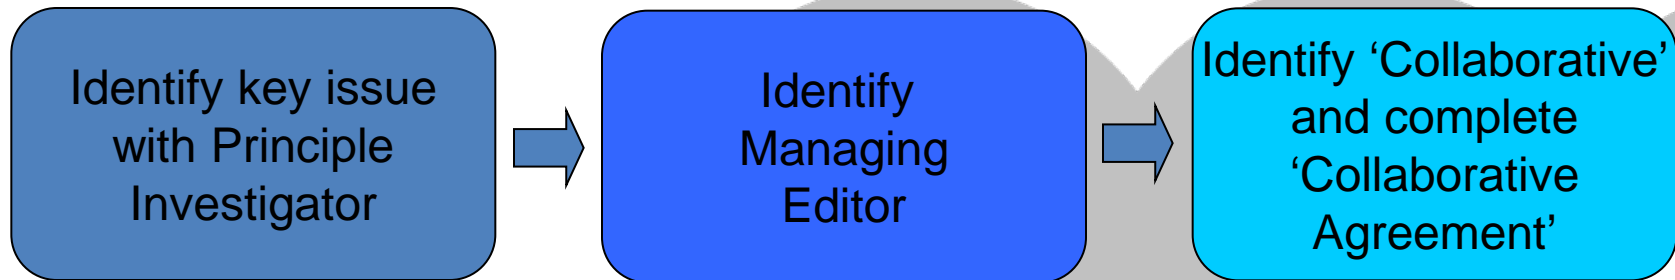 Identify key issue
with Principle
Investigator
Identify
Managing
Editor
Identify ‘Collaborative’
and complete
‘Collaborative
Agreement’